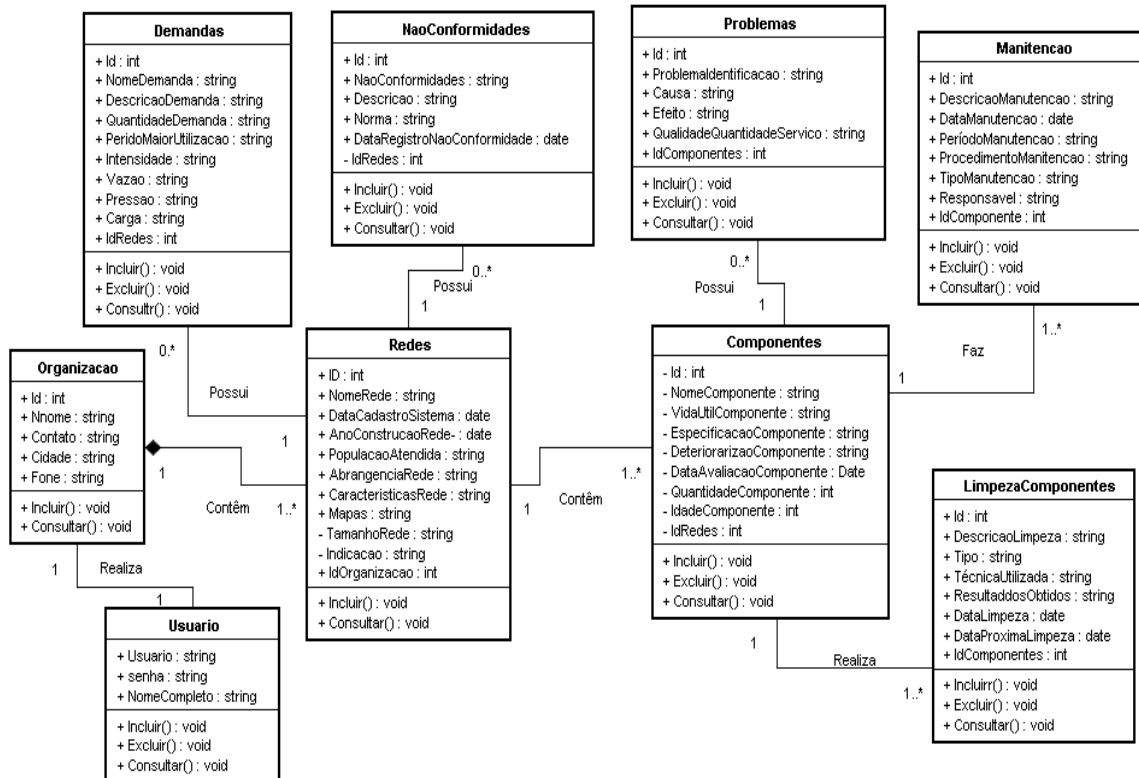 Demandas
+ Id : int
+ NomeDemanda : string
+ DescricaoDemanda : string
+ QuantidadeDemanda : string
+ PeridoMaiorUtilizacao : string
+ Intensidade : string
+ Vazao : string
+ Pressao : string
+ Carga : string
+ IdRedes : int
+ Incluir() : void
+ Excluir() : void
+ Consultr() : void
NaoConformidades
+ Id : int
+ NaoConformidades : string
+ Descricao : string
+ Norma : string
+ DataRegistroNaoConformidade : date
- IdRedes : int
+ Incluir() : void
+ Excluir() : void
+ Consultar() : void
Problemas
+ Id : int
+ ProblemaIdentificacao : string
+ Causa : string
+ Efeito : string
+ QualidadeQuantidadeServico : string
+ IdComponentes : int
+ Incluir() : void
+ Excluir() : void
+ Consultar() : void
Manitencao
+ Id : int
+ DescricaoManutencao : string
+ DataManutencao : date
+ PeríodoManutencao : string
+ ProcedimentoManitencao : string
+ TipoManutencao : string
+ Responsavel : string
+ IdComponente : int
+ Incluir() : void
+ Excluir() : void
+ Consultar() : void
0..*
Possui
1
0..*
Possui
1
1..*
Faz
1
0.*
Possui
1
Organizacao
+ Id : int
+ Nnome : string
+ Contato : string
+ Cidade : string
+ Fone : string
+ Incluir() : void
+ Consultar() : void
1
Contêm
1..*
Redes
+ ID : int
+ NomeRede : string
+ DataCadastroSistema : date
+ AnoConstrucaoRede- : date
+ PopulacaoAtendida : string
+ AbrangenciaRede : string
+ CaracteristicasRede : string
+ Mapas : string
- TamanhoRede : string
- Indicacao : string
+ IdOrganizacao : int
+ Incluir() : void
+ Consultar() : void
1
Contêm
1..*
Componentes
- Id : int
- NomeComponente : string
- VidaUtilComponente : string
- EspecificacaoComponente : string
- DeteriorarizaoComponente : string
- DataAvaliacaoComponente : Date
- QuantidadeComponente : int
- IdadeComponente : int
- IdRedes : int
+ Incluir() : void
+ Excluir() : void
+ Consultar() : void
1
Realiza
1..*
LimpezaComponentes
+ Id : int
+ DescricaoLimpeza : string
+ Tipo : string
+ TécnicaUtilizada : string
+ ResultaddosObtidos : string
+ DataLimpeza : date
+ DataProximaLimpeza : date
+ IdComponentes : int
+ Incluirr() : void
+ Excluir() : void
+ Consultar() : void
1
Realiza
1
Usuario
+ Usuario : string
+ senha : string
+ NomeCompleto : string
+ Incluir() : void
+ Excluir() : void
+ Consultar() : void